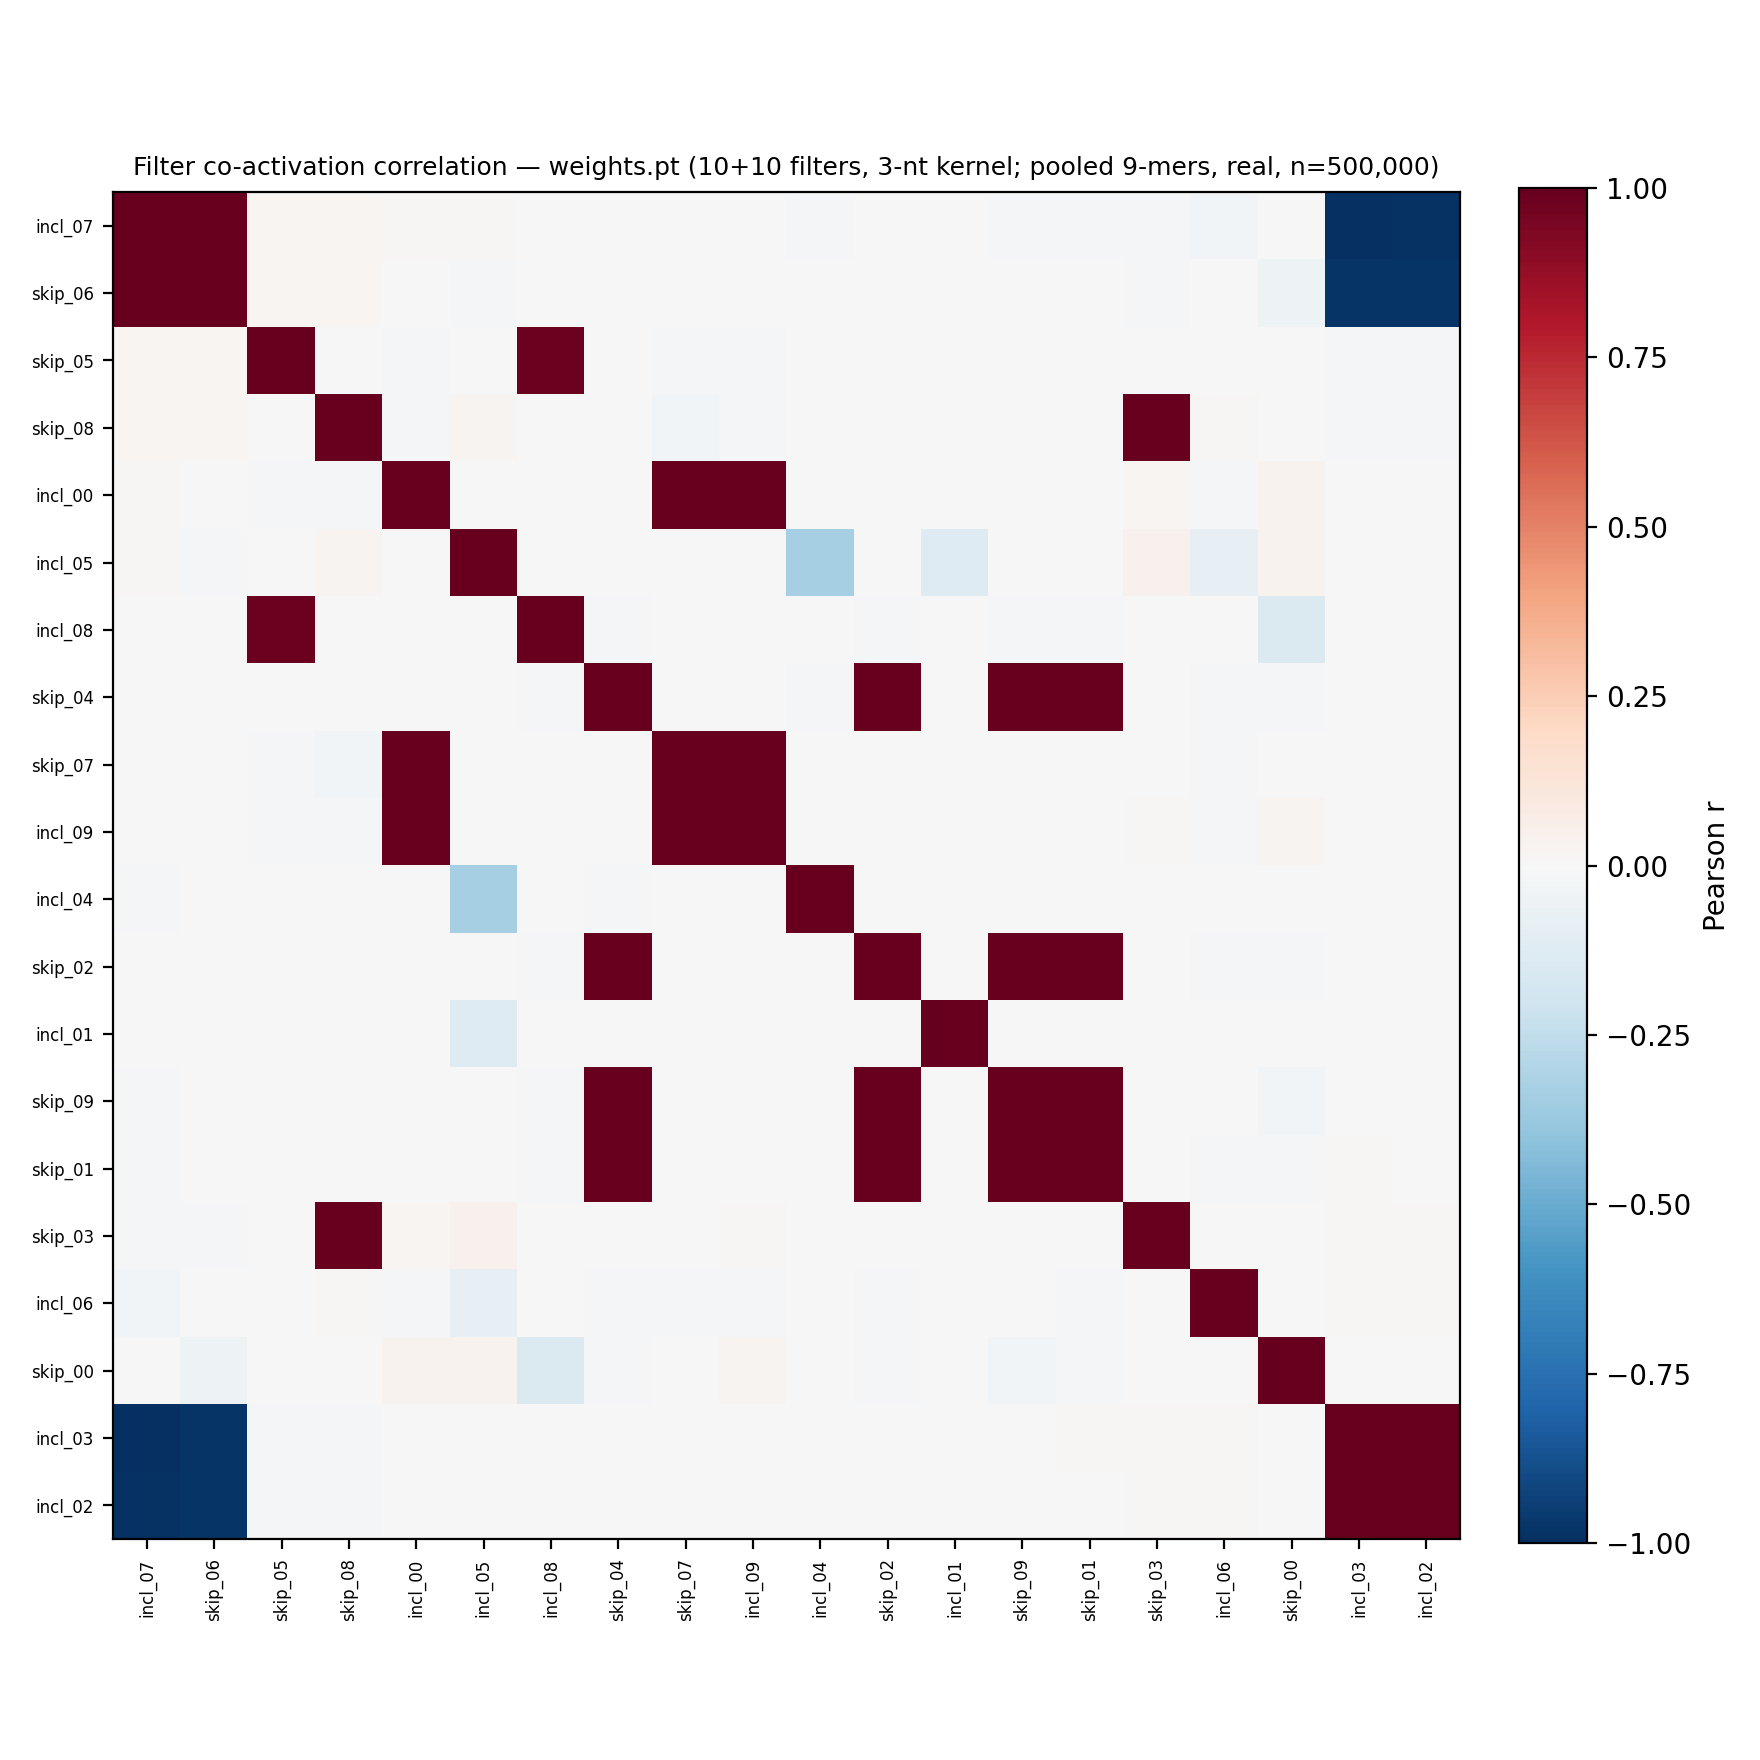 Filter co-activation correlation — weights.pt (10+10 filters, 3-nt kernel; pooled 9-mers, real, n=500,000)
incl_07
skip_06
skip_05
skip_08
incl_00
incl_05
incl_08
skip_04
skip_07
incl_09
incl_04
skip_02
incl_01
skip_09
skip_01
skip_03
incl_06
skip_00
incl_03
incl_02
incl_07
skip_06
skip_05
skip_08
incl_00
incl_05
incl_08
skip_04
skip_07
incl_09
incl_04
skip_02
incl_01
skip_09
skip_01
skip_03
incl_06
skip_00
incl_03
incl_02
1.00
0.75
0.50
0.25
0.00
−0.25
−0.50
−0.75
−1.00
Pearson r